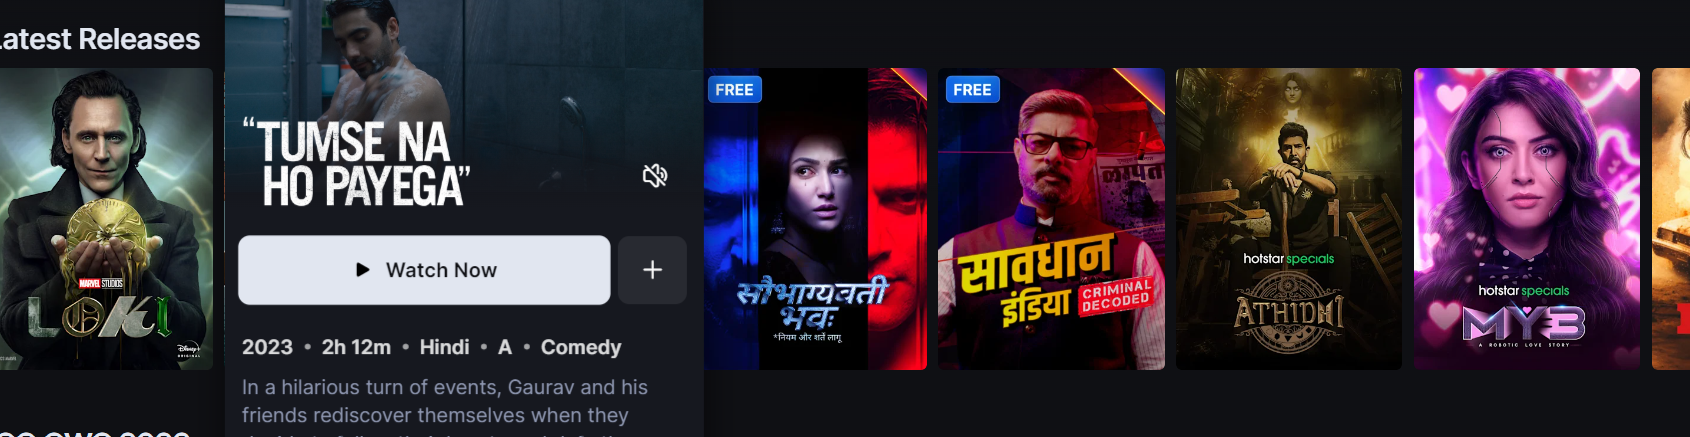 Latest Releases
MARVEL STUDIOS
LOKI
Disney+
ORIGINAL
“TUMSE NA
HO PAYEGA”
Watch Now
2023 • 2h 12m • Hindi • A • Comedy
In a hilarious turn of events, Gaurav and his
friends rediscover themselves when they
FREE
सौभाग्यवती
भवः
*नियम और शर्तें लागू
FREE
सावधान
इंडिया
CRIMINAL
DECODED
hotstar specials
ATHIDHI
hotstar specials
MY3
A ROBOTIC LOVE STORY